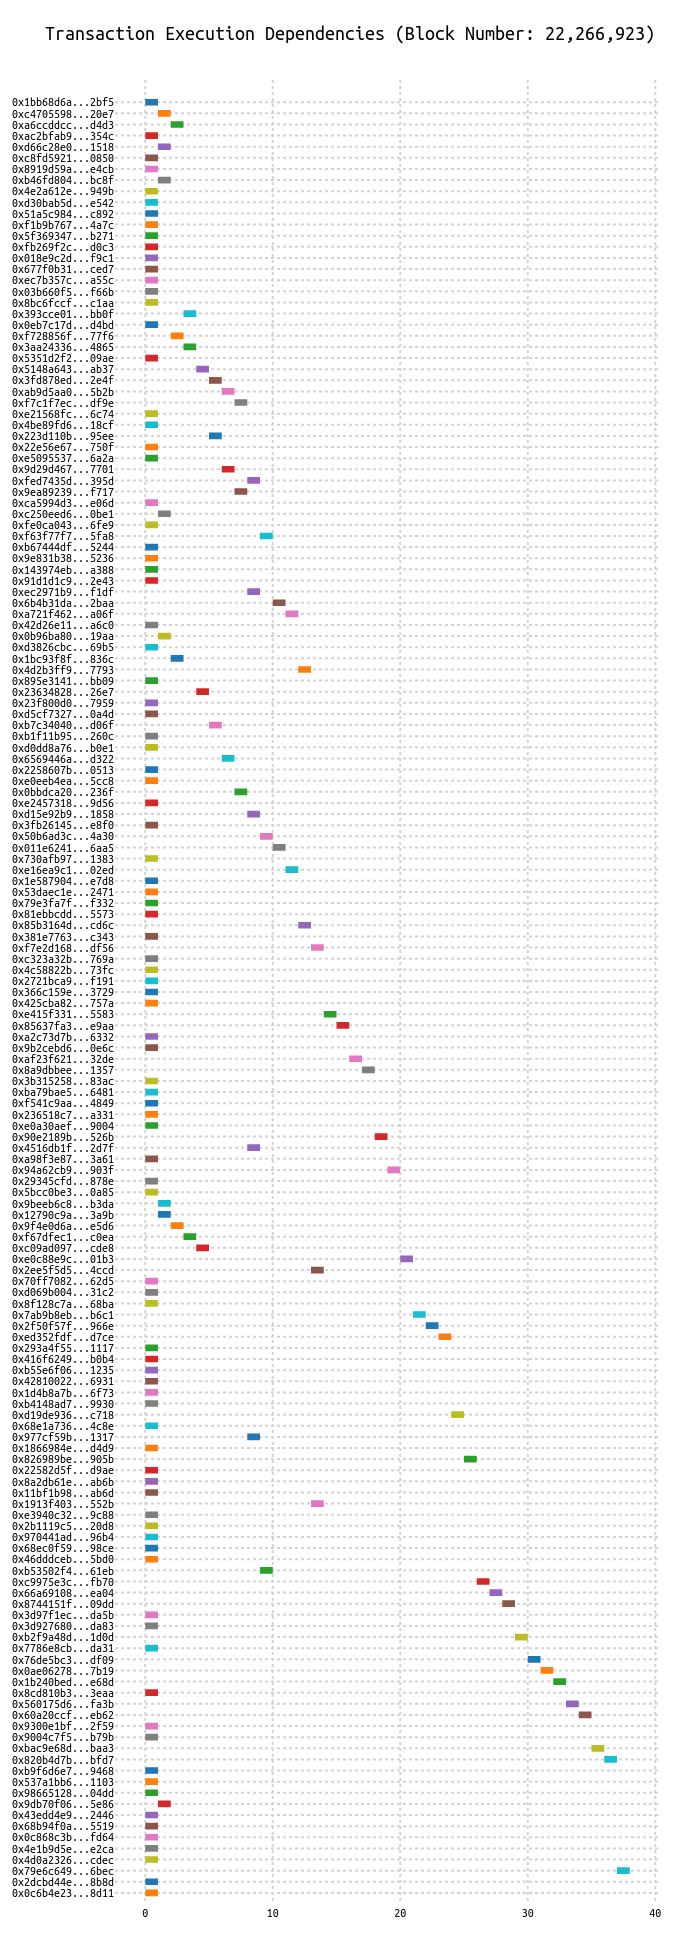 Transaction Execution Dependencies (Block Number: 22,266,923)
0x1bb68d6a...2bf5
0xc4705598...20e7
0xa6ccddcc...d4d3
0xac2bfab9...354c
0xd66c28e0...1518
0xc8fd5921...0850
0x8919d59a...e4cb
0xb46fd804...bc8f
0x4e2a612e...949b
0xd30bab5d...e542
0x51a5c984...c892
0xf1b9b767...4a7c
0x5f369347...b271
0xfb269f2c...d0c3
0x018e9c2d...f9c1
0x677f0b31...ced7
0xec7b357c...a55c
0x03b660f5...f66b
0x8bc6fccf...c1aa
0x393cce01...bb0f
0x0eb7c17d...d4bd
0xf728856f...77f6
0x3aa24336...4865
0x5351d2f2...09ae
0x5148a643...ab37
0x3fd878ed...2e4f
0xab9d5aa0...5b2b
0xf7c1f7ec...df9e
0xe21568fc...6c74
0x4be89fd6...18cf
0x223d110b...95ee
0x22e56e67...750f
0xe5095537...6a2a
0x9d29d467...7701
0xfed7435d...395d
0x9ea89239...f717
0xca5994d3...e06d
0xc250eed6...0be1
0xfe0ca043...6fe9
0xf63f77f7...5fa8
0xb67444df...5244
0x9e831b38...5236
0x143974eb...a388
0x91d1d1c9...2e43
0xec2971b9...f1df
0x6b4b31da...2baa
0xa721f462...a06f
0x42d26e11...a6c0
0x0b96ba80...19aa
0xd3826cbc...69b5
0x1bc93f8f...836c
0x4d2b3ff9...7793
0x895e3141...bb09
0x23634828...26e7
0x23f800d0...7959
0xd5cf7327...0a4d
0xb7c34040...d06f
0xb1f11b95...260c
0xd0dd8a76...b0e1
0x6569446a...d322
0x2258607b...0513
0xe0eeb4ea...5cc8
0x0bbdca20...236f
0xe2457318...9d56
0xd15e92b9...1858
0x3fb26145...e8f0
0x50b6ad3c...4a30
0x011e6241...6aa5
0x730afb97...1383
0xe16ea9c1...02ed
0x1e587904...e7d8
0x53daec1e...2471
0x79e3fa7f...f332
0x81ebbcdd...5573
0x85b3164d...cd6c
0x381e7763...c343
0xf7e2d168...df56
0xc323a32b...769a
0x4c58822b...73fc
0x2721bca9...f191
0x366c159e...3729
0x425cba82...757a
0xe415f331...5583
0x85637fa3...e9aa
0xa2c73d7b...6332
0x9b2cebd6...0e6c
0xaf23f621...32de
0x8a9dbbee...1357
0x3b315258...83ac
0xba79bae5...6481
0xf541c9aa...4849
0x236518c7...a331
0xe0a30aef...9004
0x90e2189b...526b
0x4516db1f...2d7f
0xa98f3e87...3a61
0x94a62cb9...903f
0x29345cfd...878e
0x5bcc0be3...0a85
0x9beeb6c8...b3da
0x12790c9a...3a9b
0x9f4e0d6a...e5d6
0xf67dfec1...c0ea
0xc09ad097...cde8
0xe0c88e9c...01b3
0x2ee5f5d5...4ccd
0x70ff7082...62d5
0xd069b004...31c2
0x8f128c7a...68ba
0x7ab9b8eb...b6c1
0x2f50f57f...966e
0xed352fdf...d7ce
0x293a4f55...1117
0x416f6249...b0b4
0xb55e6f06...1235
0x42810022...6931
0x1d4b8a7b...6f73
0xb4148ad7...9930
0xd19de936...c718
0x68e1a736...4c8e
0x977cf59b...1317
0x1866984e...d4d9
0x826989be...905b
0x22582d5f...d9ae
0x8a2db61e...ab6b
0x11bf1b98...ab6d
0x1913f403...552b
0xe3940c32...9c88
0x2b1119c5...20d8
0x970441ad...96b4
0x68ec0f59...98ce
0x46dddceb...5bd0
0xb53502f4...61eb
0xc9975e3c...fb70
0x66a69108...ea04
0x8744151f...09dd
0x3d97f1ec...da5b
0x3d927680...da83
0xb2f9a48d...1d0d
0x7786e8cb...da31
0x76de5bc3...df09
0x0ae06278...7b19
0x1b240bed...e68d
0x8cd810b3...3eaa
0x560175d6...fa3b
0x60a20ccf...eb62
0x9300e1bf...2f59
0x9004c7f5...b79b
0xbac9e68d...baa3
0x820b4d7b...bfd7
0xb9f6d6e7...9468
0x537a1bb6...1103
0x98665128...04dd
0x9db70f06...5e86
0x43edd4e9...2446
0x68b94f0a...5519
0x0c868c3b...fd64
0x4e1b9d5e...e2ca
0x4d0a2326...cdec
0x79e6c649...6bec
0x2dcbd44e...8b8d
0x0c6b4e23...8d11
0 10 20 30 40